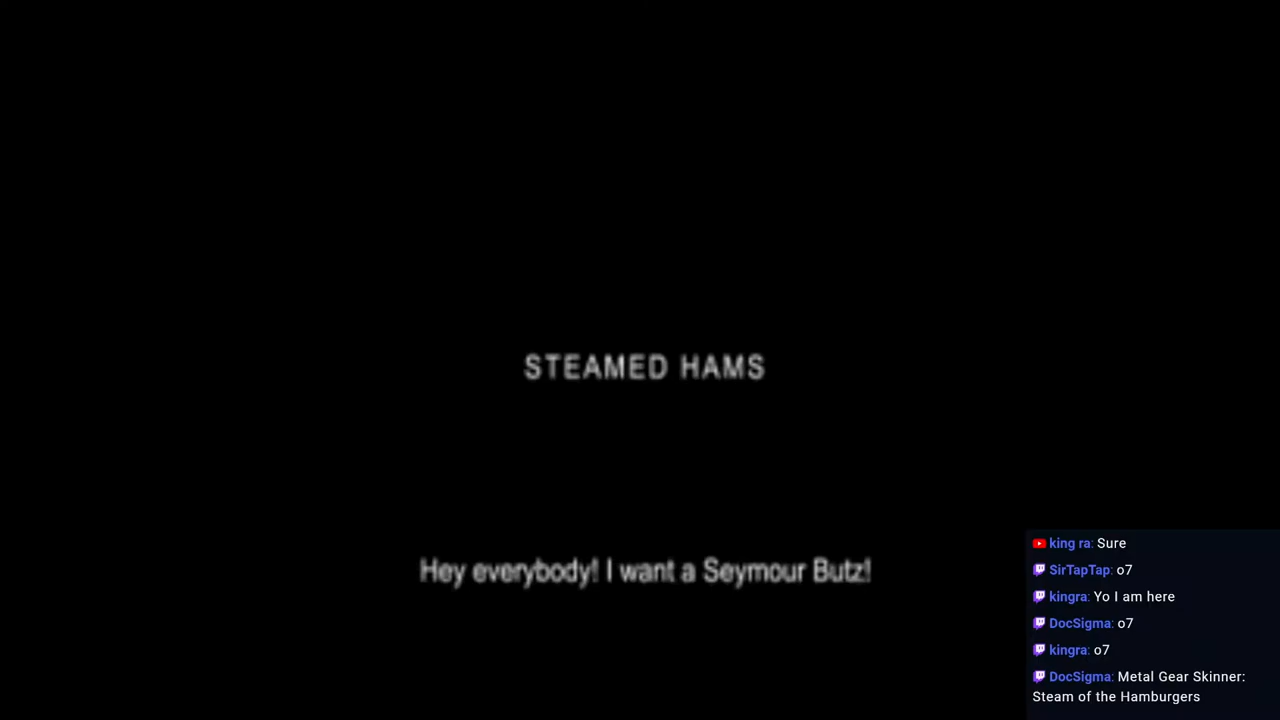 STEAMED HAMS
Hey everybody! I want a Seymour Butz!
king ra: Sure
SirTapTap: o7
kingra: Yo I am here
DocSigma: o7
kingra: o7
DocSigma: Metal Gear Skinner:
Steam of the Hamburgers